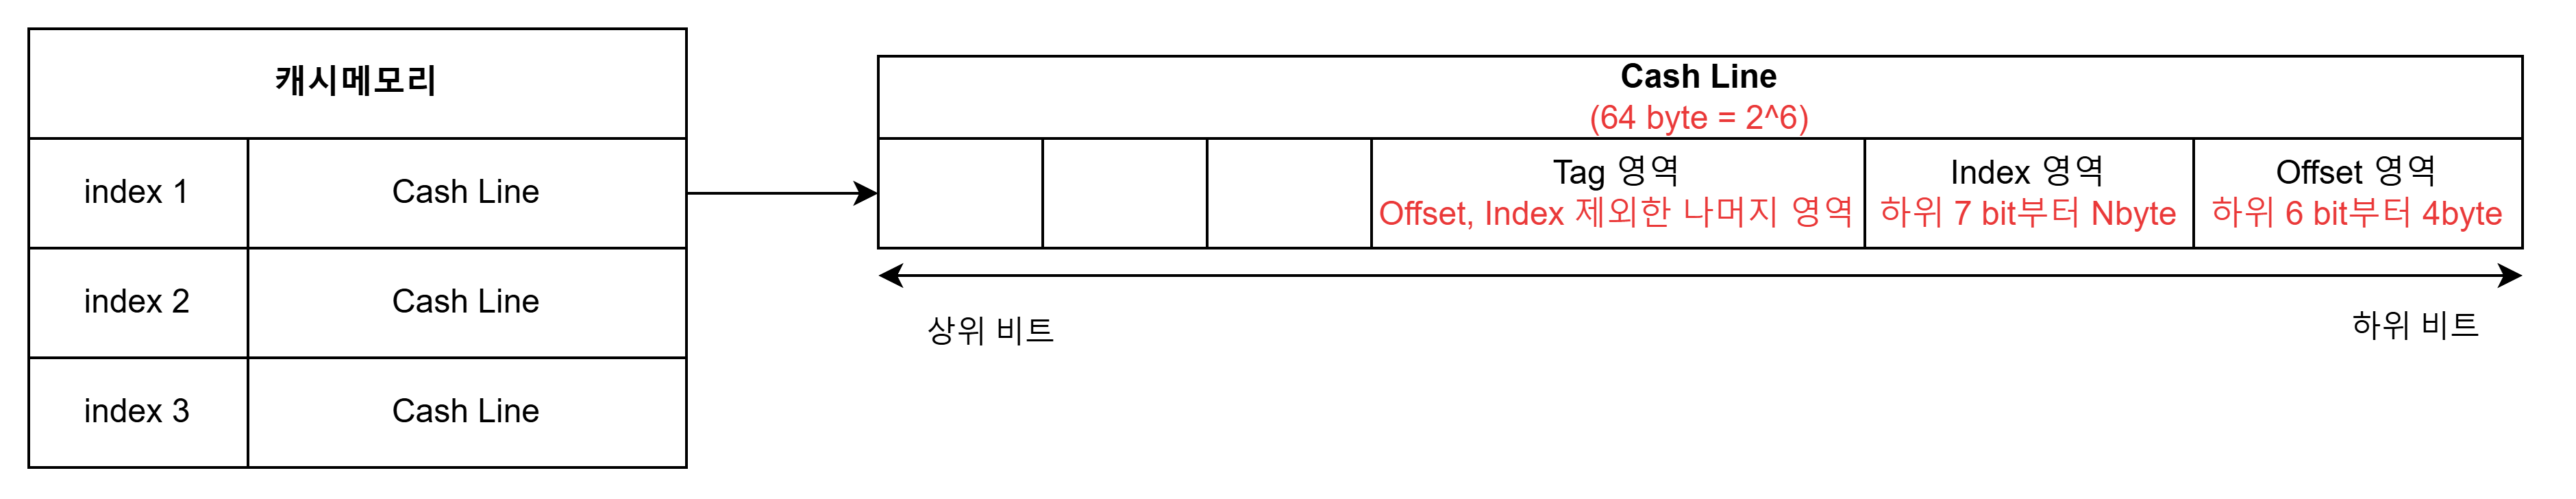 캐시메모리
index 1
Cash Line
index 2
Cash Line
index 3
Cash Line
Cash Line
(64 byte = 2^6)
Tag 영역
Offset, Index 제외한 나머지 영역
Index 영역
하위 7 bit부터 Nbyte
Offset 영역
하위 6 bit부터 4byte
상위 비트
하위 비트